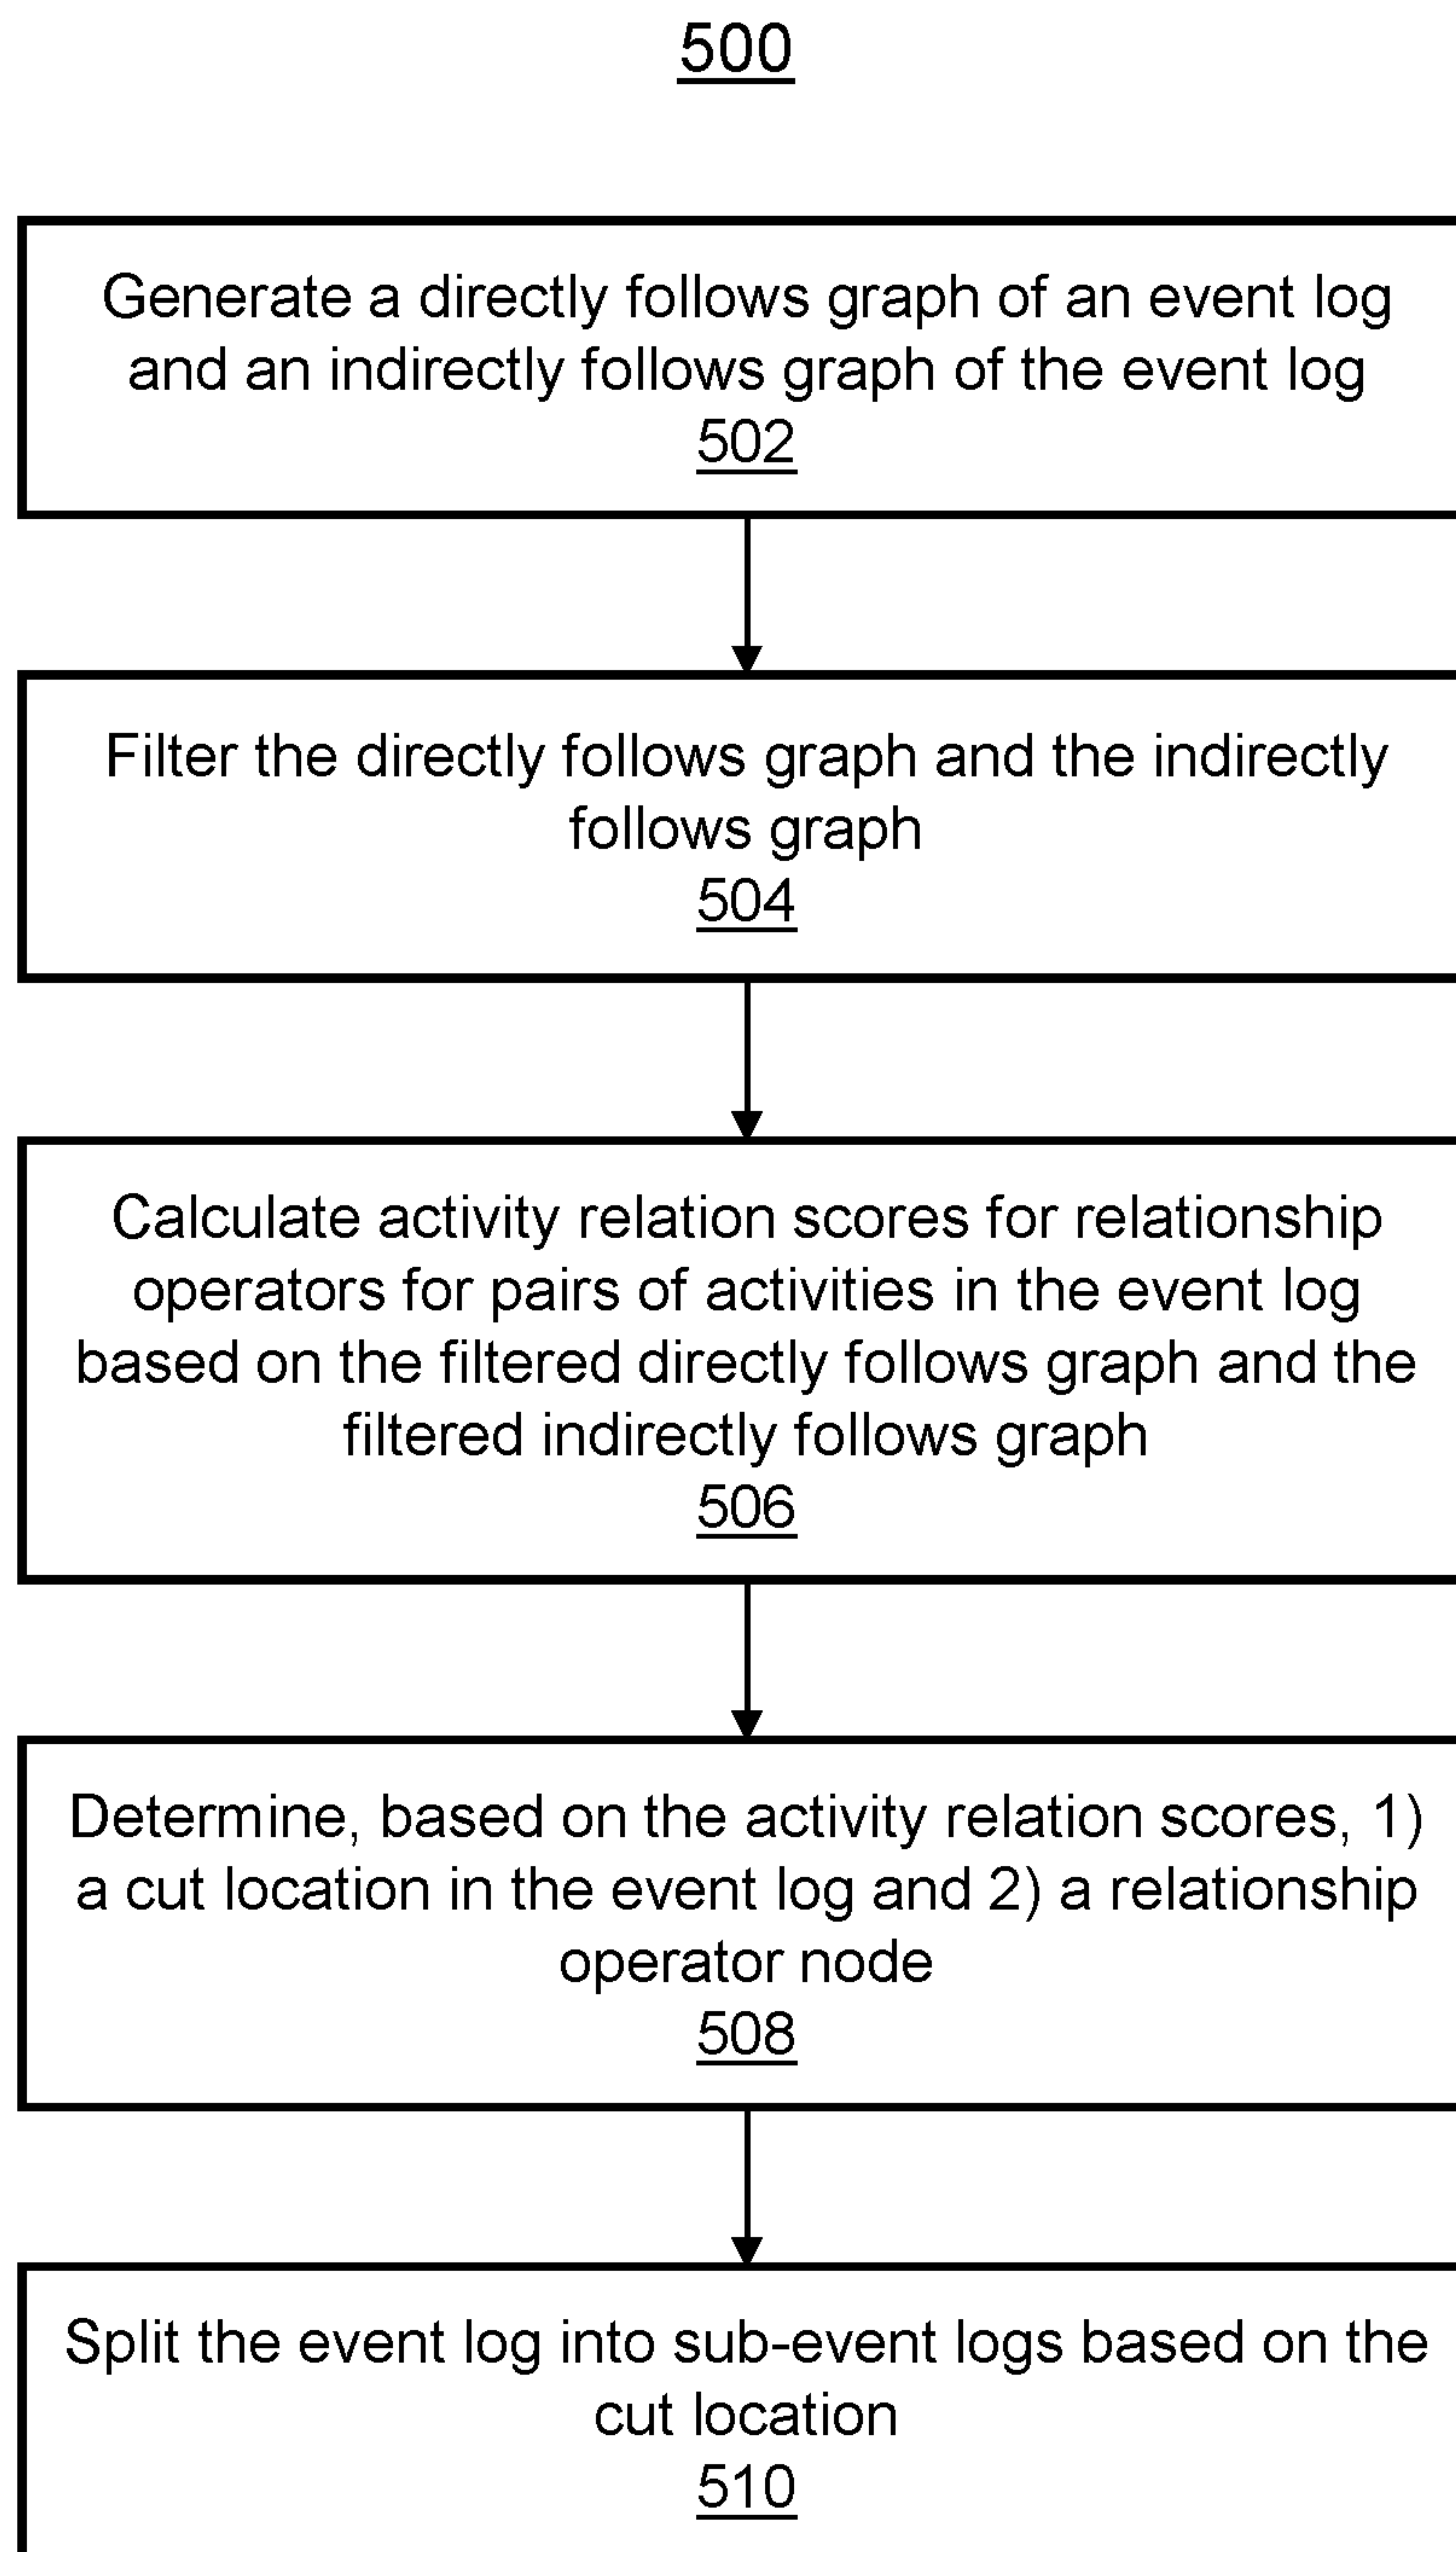 500
Generate a directly follows graph of an event log
and an indirectly follows graph of the event log
502
Filter the directly follows graph and the indirectly
follows graph
504
Calculate activity relation scores for relationship
operators for pairs of activities in the event log
based on the filtered directly follows graph and the
filtered indirectly follows graph
506
Determine, based on the activity relation scores, 1)
a cut location in the event log and 2) a relationship
operator node
508
Split the event log into sub-event logs based on the
cut location
510